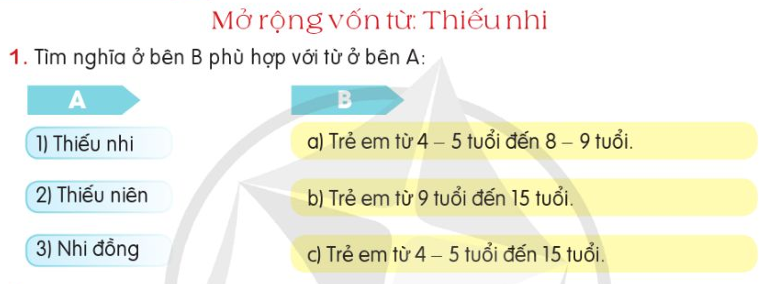 Mở rộng vốn từ: Thiếu nhi
1. Tìm nghĩa ở bên B phù hợp với từ ở bên A:
A
B
1) Thiếu nhi
a) Trẻ em từ 4 – 5 tuổi đến 8 – 9 tuổi.
2) Thiếu niên
b) Trẻ em từ 9 tuổi đến 15 tuổi.
3) Nhi đồng
c) Trẻ em từ 4 – 5 tuổi đến 15 tuổi.